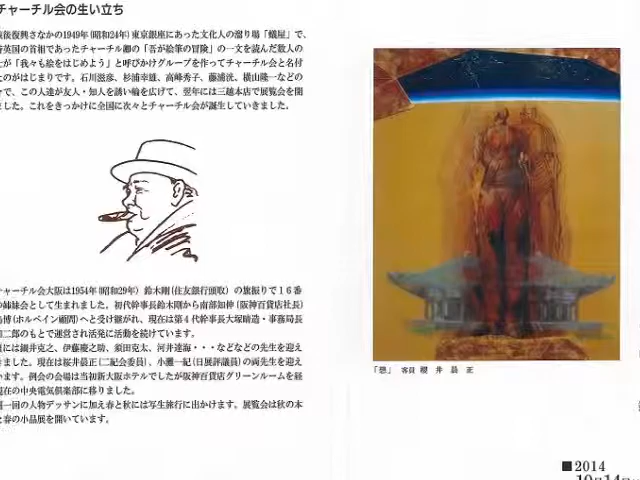 チャーチル会の生い立ち
戦後復興さなかの1949年(昭和24年)東京銀座にあった文化人の溜り場「蟻屋」で、
英国の首相であったチャーチル卿の「吾が絵筆の冒険」の一文を読んだ数人の
が「我々も絵をはじめよう」と呼びかけグループを作ってチャーチル会と名付
たのがはじまりです。石川滋彦、杉浦幸雄、高峰秀子、藤浦洸、横山隆一などの
で、この人達が友人・知人を誘い輪を広げて、翌年には三越本店で展覧会を開
ました。これをきっかけに全国に次々とチャーチル会が誕生していきました。
チャーチル会大阪は1954年(昭和29年) 鈴木剛(住友銀行頭取)の旗振りで16番
の姉妹会として生まれました。初代幹事長鈴木剛から南部如伸(阪神百貨店社長)
博(ホルベイン顧問)へと受け継がれ、現在は第4代幹事長大塚晴造・事務局長
二郎のもとで運営され活発に活動を続けています。
には鍋井克之、伊藤慶之助、須田克太、河井達海・・・などなどの先生を迎え
ました。現在は桜井昌正(二紀会委員)、小灘一紀(日展評議員)の両先生を迎え
います。例会の会場は当初新大阪ホテルでしたが阪神百貨店グリーンルームを経
現在の中央電気倶楽部に移りました。
一回の人物デッサンに加え春と秋には写生旅行に出かけます。展覧会は秋の本
と春の小品展を開いています。
「想」 客員 櫻井昌正
■2014
10月14日